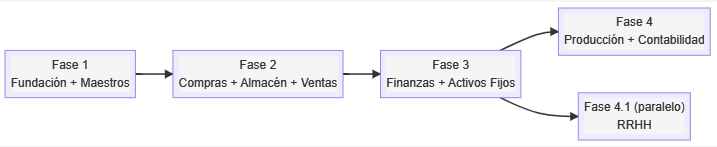 Fase 1
Fundación + Maestros
Fase 2
Compras + Almacén + Ventas
Fase 3
Finanzas + Activos Fijos
Fase 4
Producción + Contabilidad
Fase 4.1 (paralelo)
RRHH